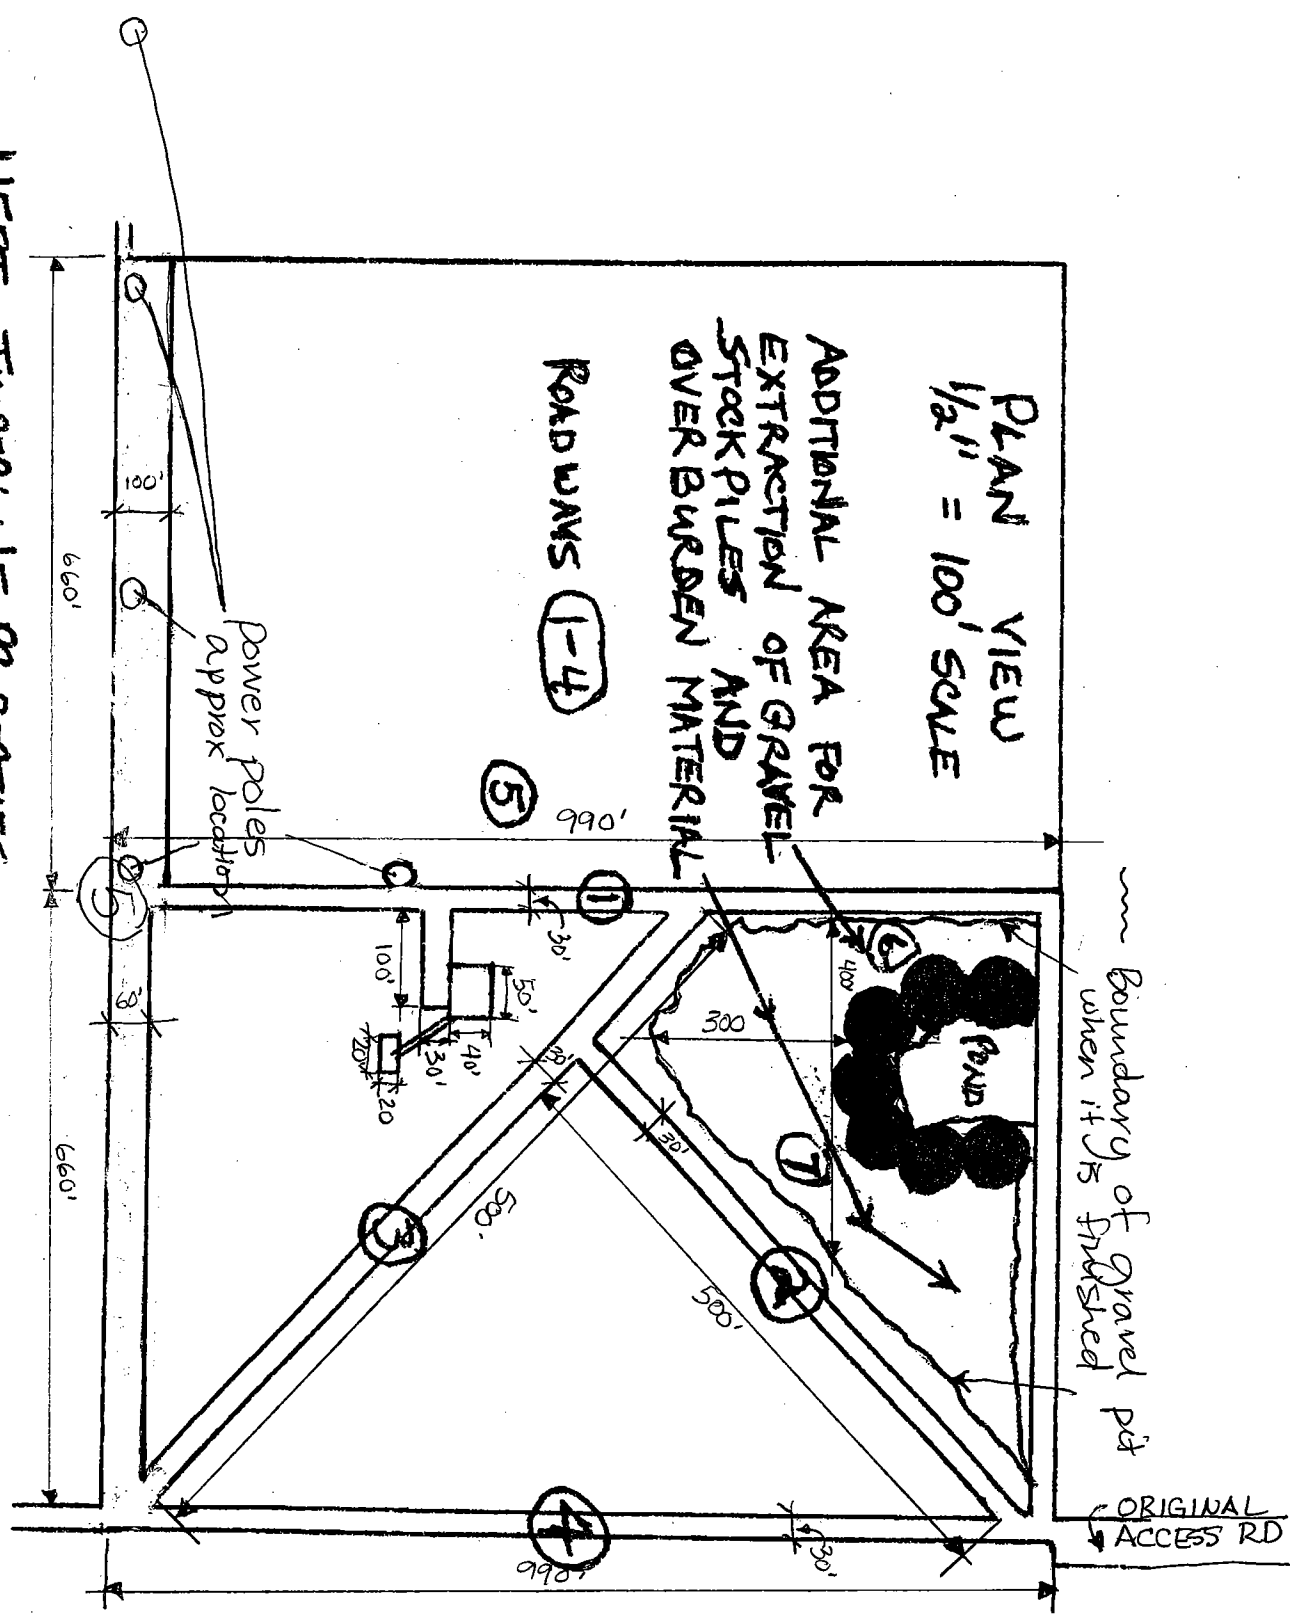 PLAN VIEW
1/2" = 100' SCALE
ADDITIONAL AREA FOR
EXTRACTION OF GRAVEL
STOCKPILES AND
OVERBURDEN MATERIAL
ROADWAYS 1-4
5
990'
~~ Boundary of gravel pit
when it is finished
ORIGINAL
ACCESS RD
POND
6
400'
300
7
1
30'
100'
50'
40'
30'
20'
20
30'
30'
2
500'
3
500'
4
30'
990'
power poles
approx location
100'
660'
5
60'
660'